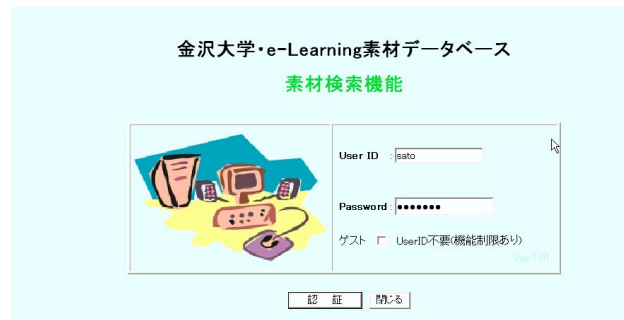 金沢大学・e-Learning素材データベース
素材検索機能
User ID : sato
Password : ●●●●●●●
ゲスト UserID不要(機能制限あり)
Ver.1.01
認 証 閉じる